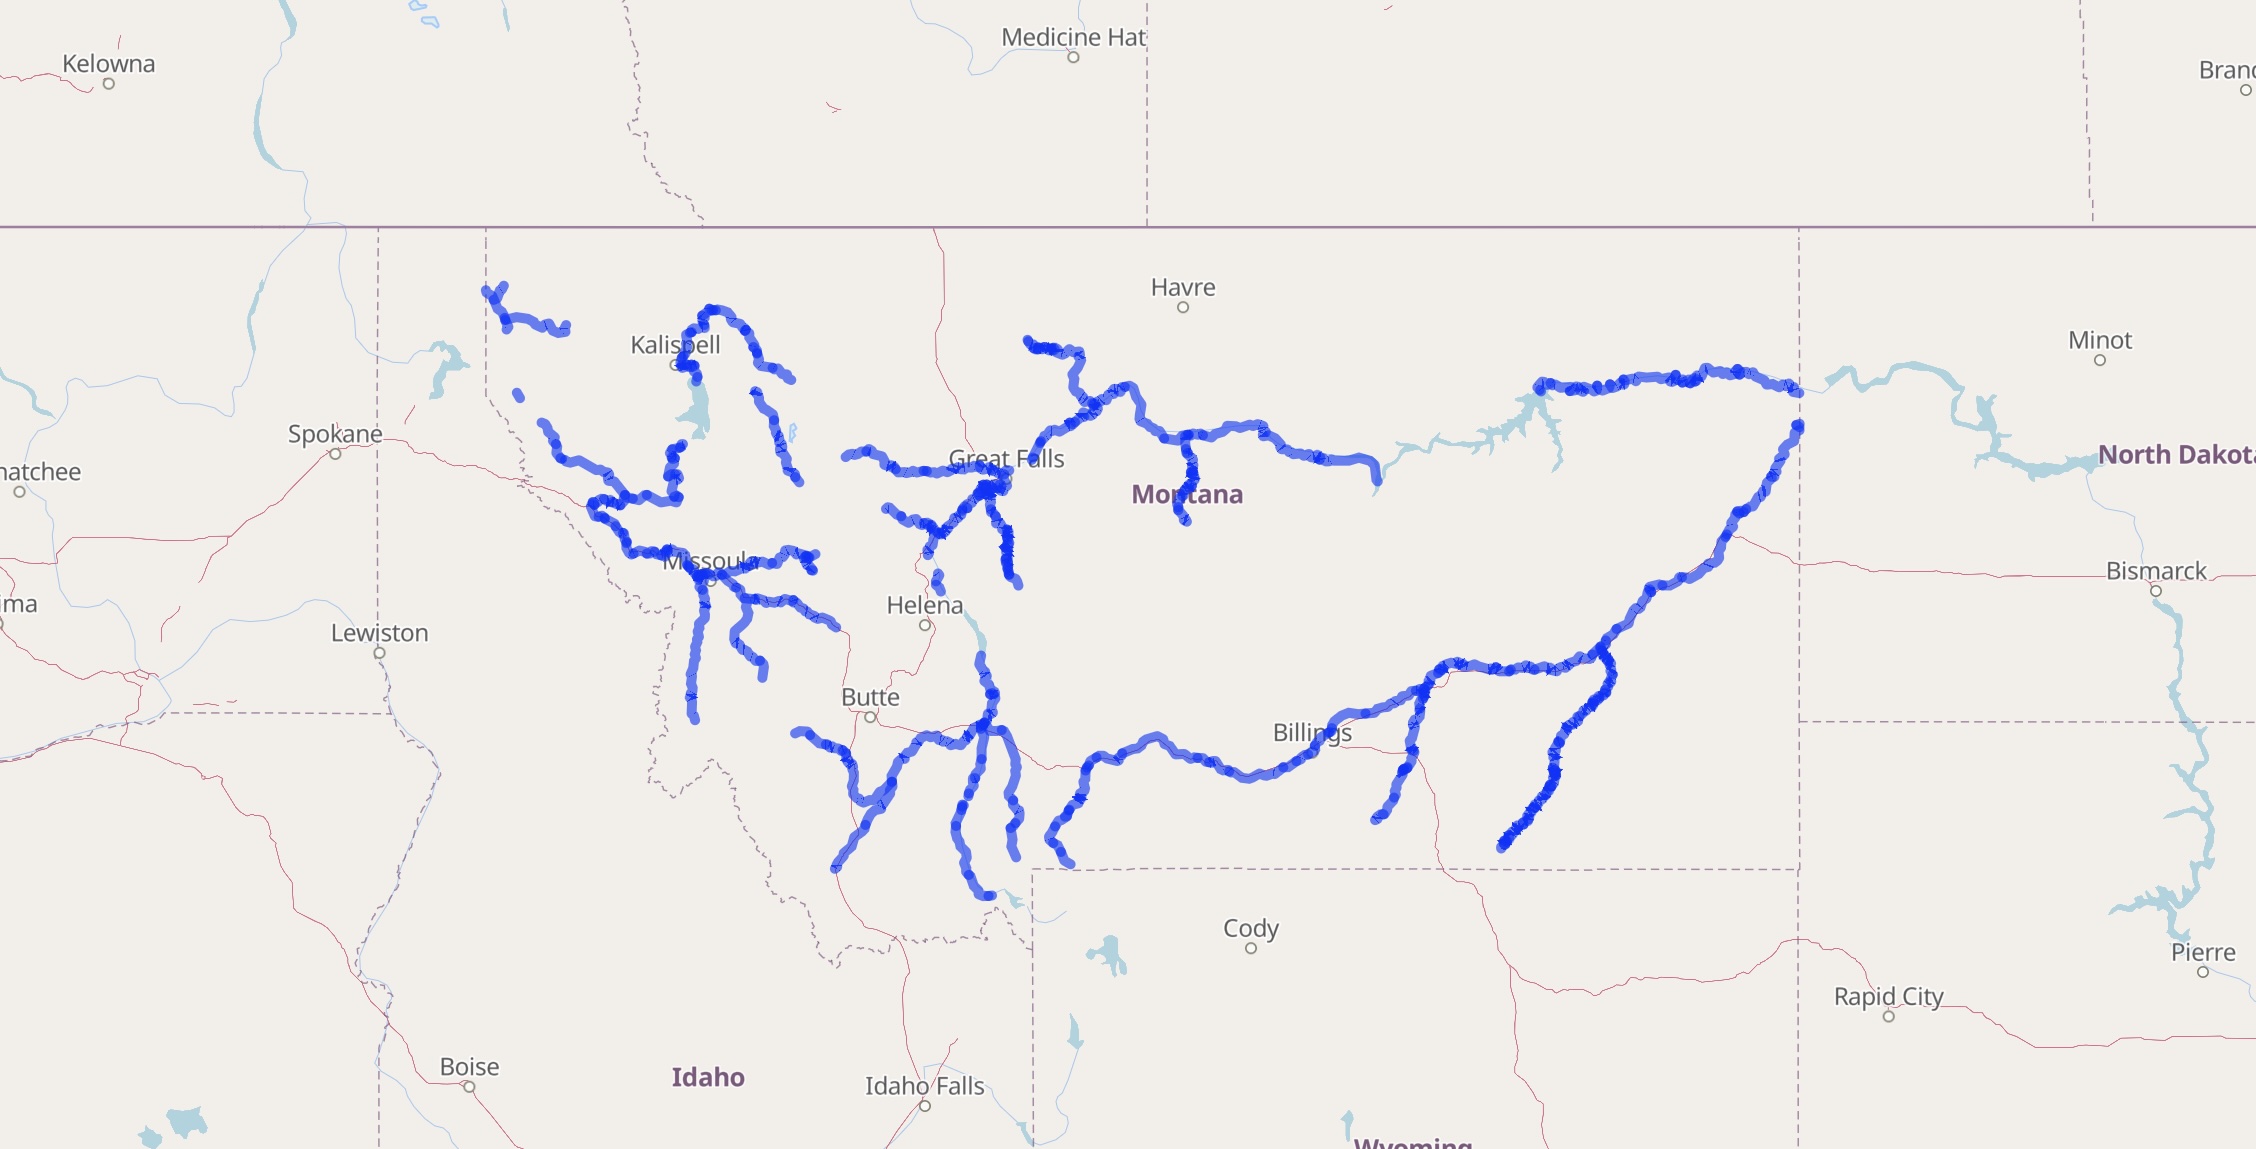 Medicine Hat
Kelowna
Brand
Havre
Minot
Kalispell
Spokane
Great Falls
North Dakota
natchee
Montana
Missoula
Bismarck
ima
Helena
Lewiston
Butte
Billings
Cody
Pierre
Rapid City
Boise
Idaho
Idaho Falls
Wyoming